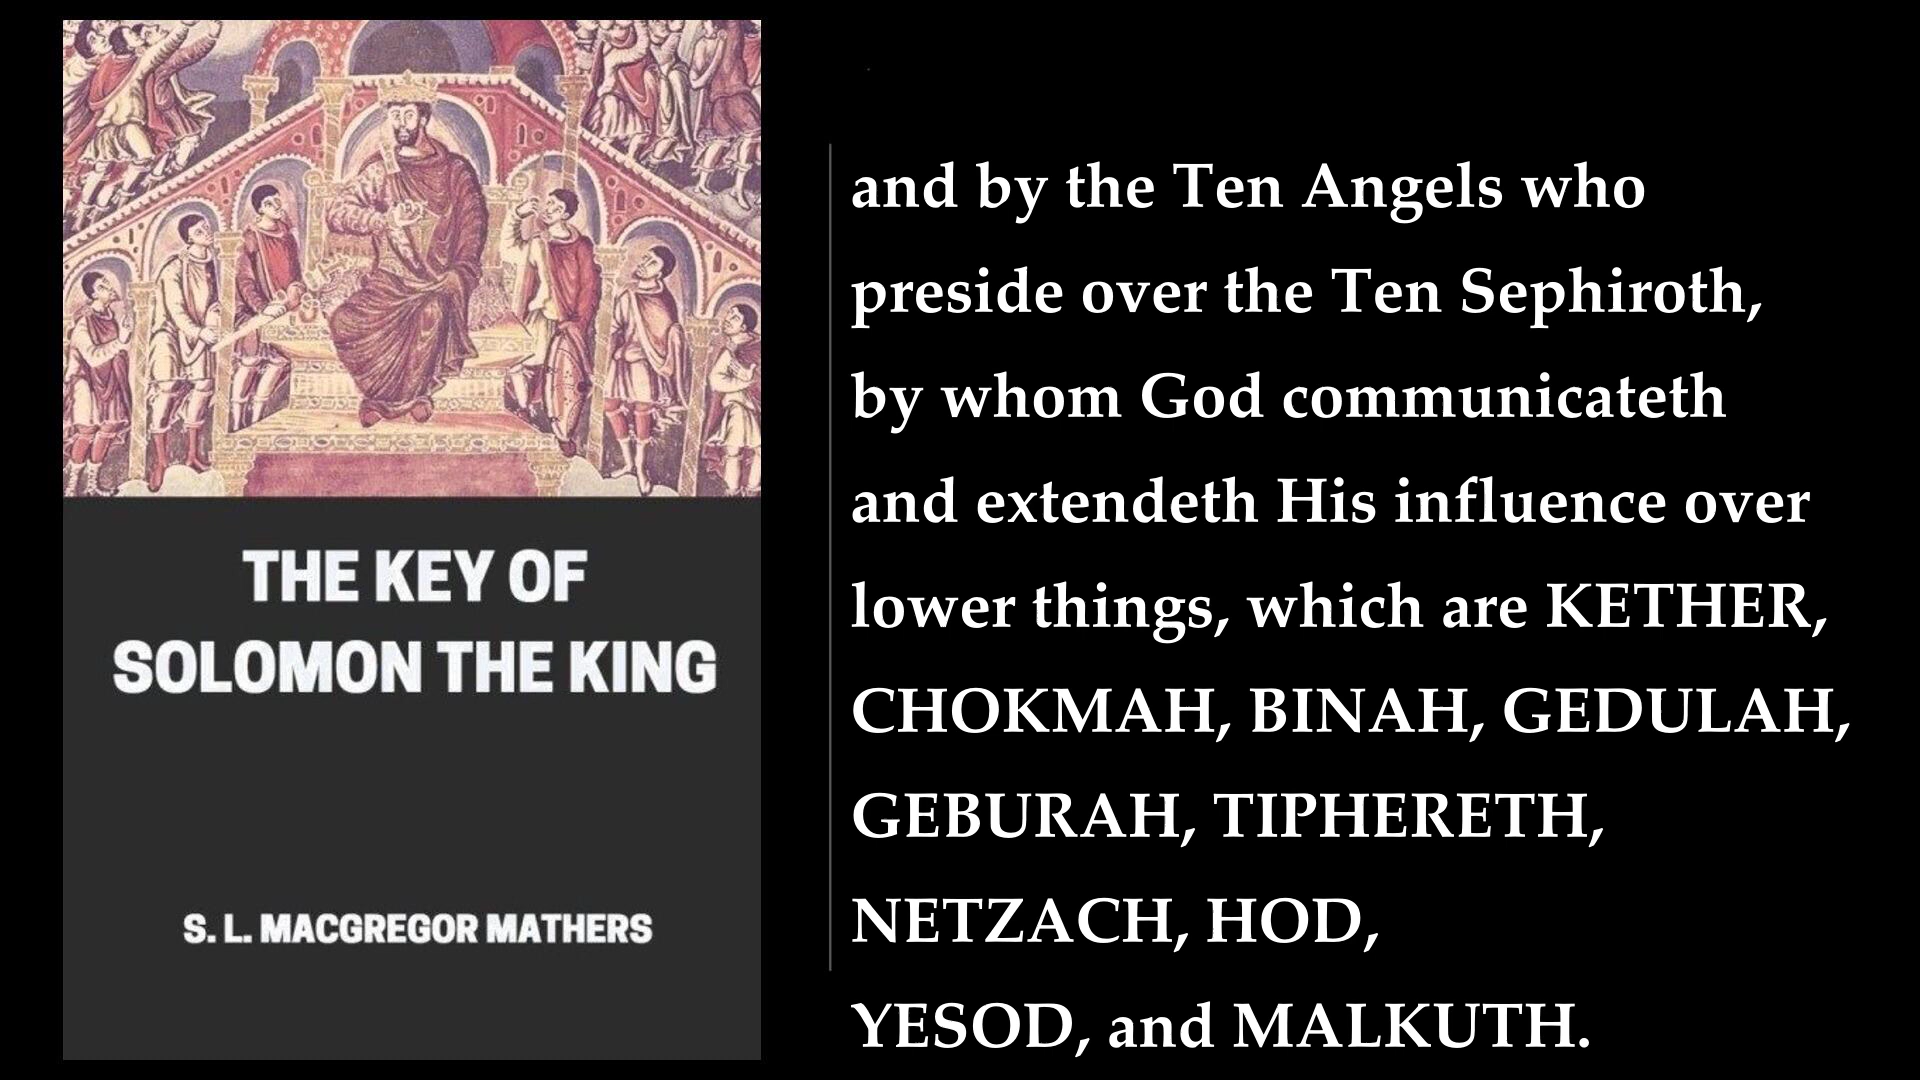 THE KEY OF
SOLOMON THE KING
S. L. MACGREGOR MATHERS
and by the Ten Angels who
preside over the Ten Sephiroth,
by whom God communicateth
and extendeth His influence over
lower things, which are KETHER,
CHOKMAH, BINAH, GEDULAH,
GEBURAH, TIPHERETH,
NETZACH, HOD,
YESOD, and MALKUTH.